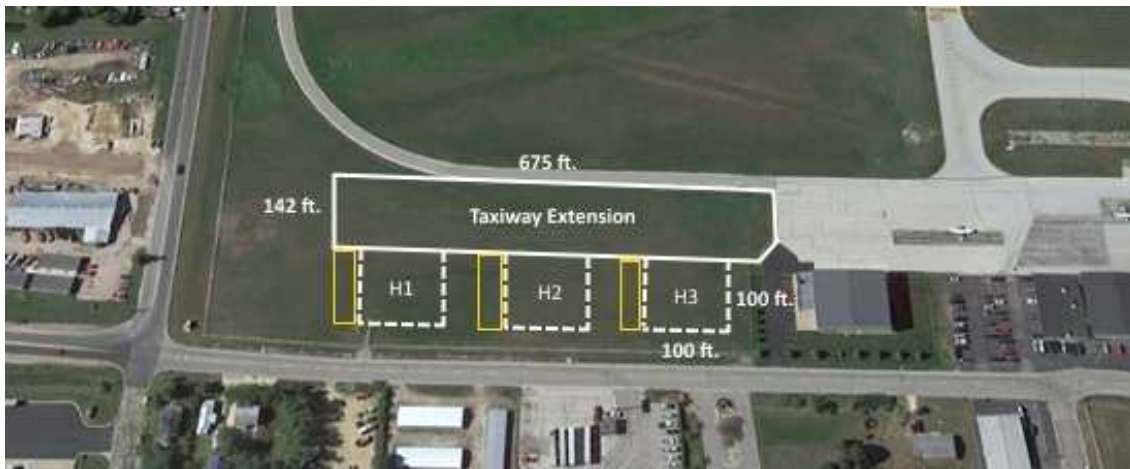 675 ft.
142 ft.
Taxiway Extension
H1
H2
H3
100 ft.
100 ft.